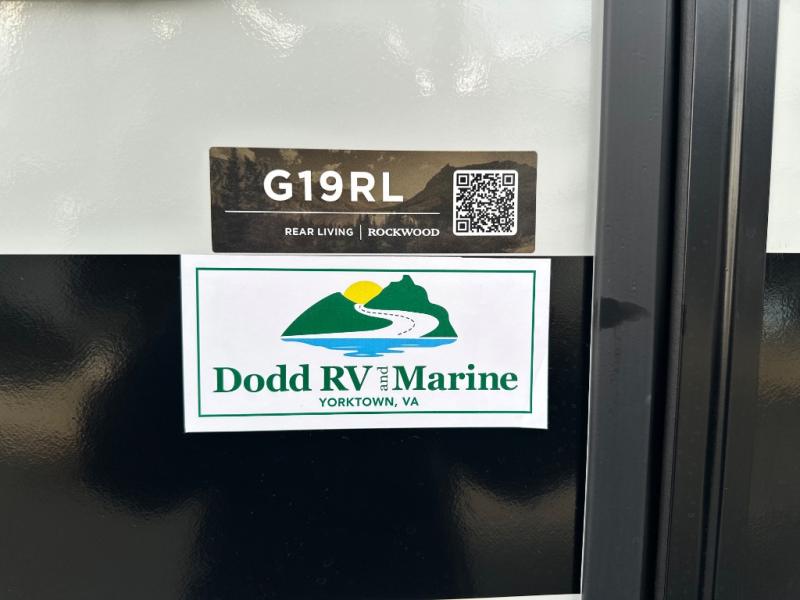 G19RL
REAR LIVING | ROCKWOOD
Dodd RV and Marine
YORKTOWN, VA